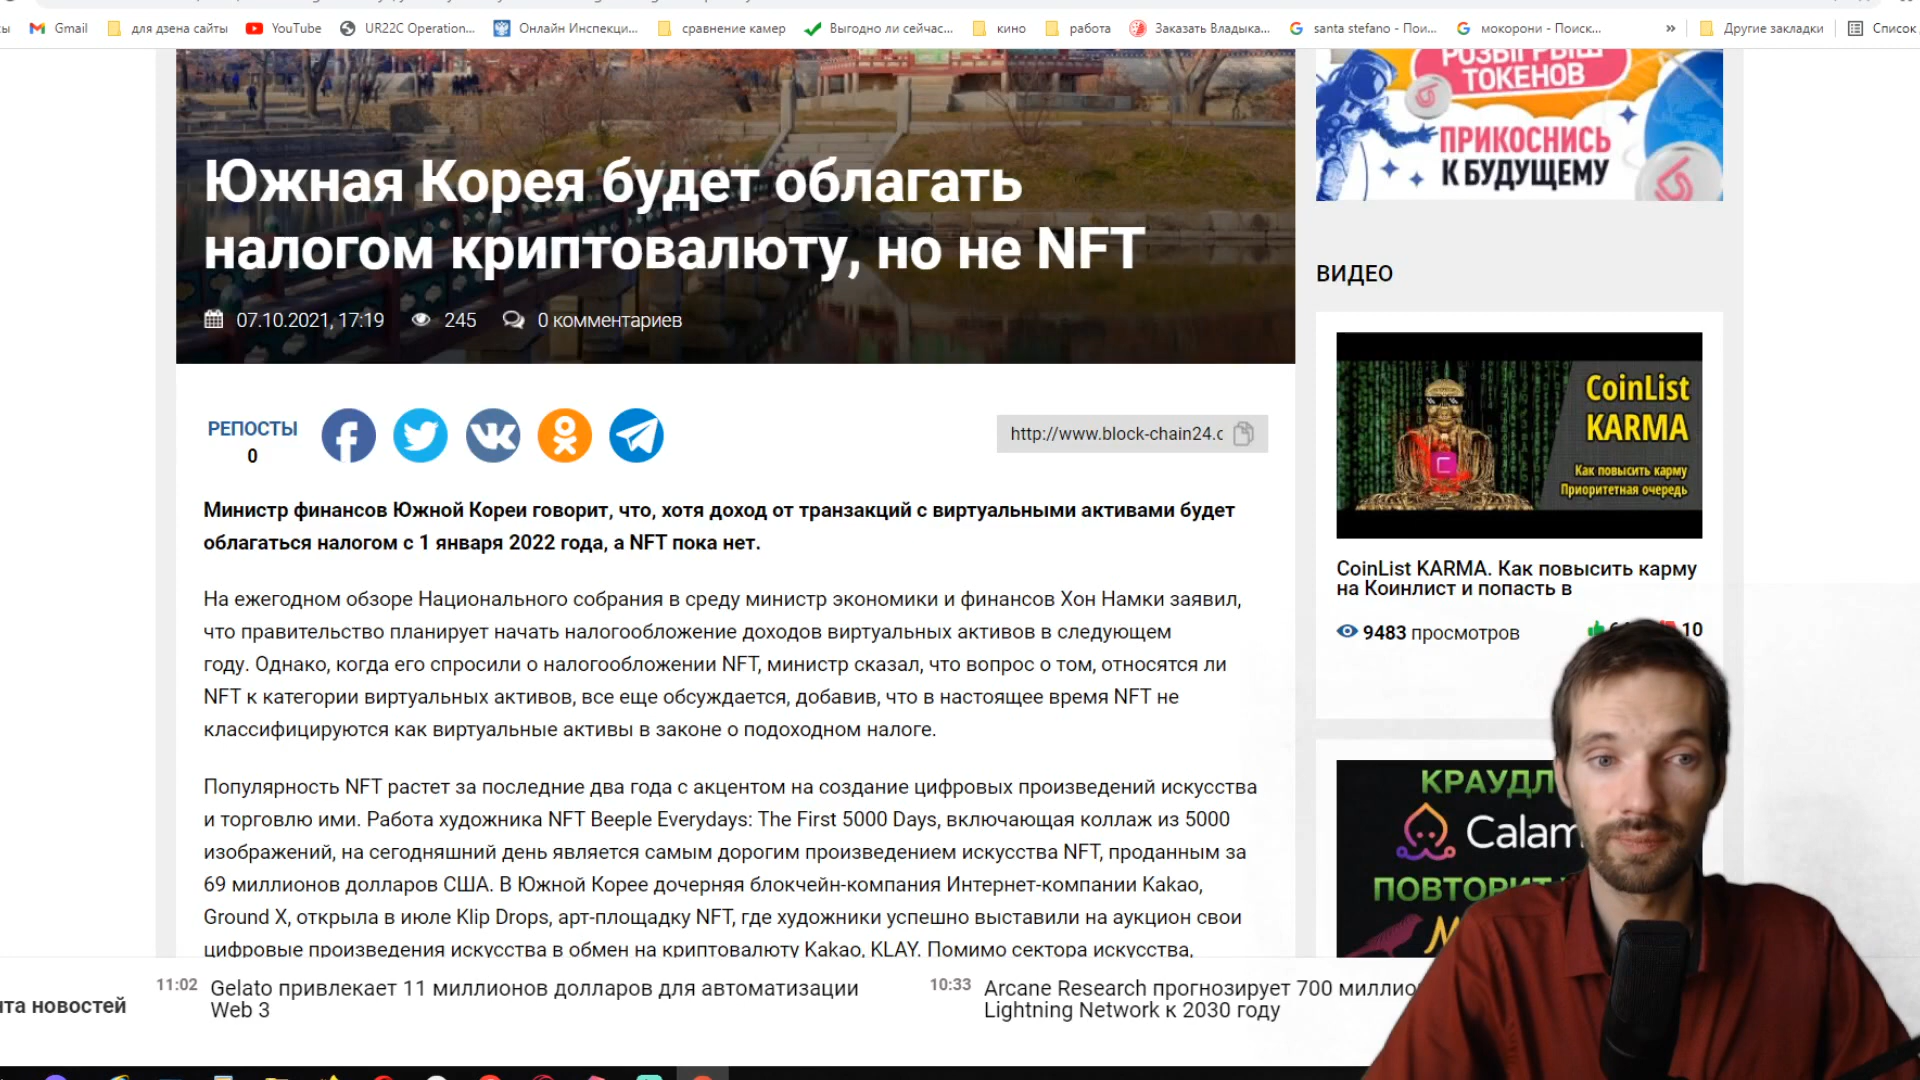 Gmail
для дзена сайты
YouTube
UR22C Operation...
Онлайн Инспекци...
сравнение камер
Выгодно ли сейчас...
кино
работа
Заказать Владыка...
santa stefano - Пои...
мокорони - Поиск...
»
Другие закладки
Список
РОЗЫГРЫШ
ТОКЕНОВ
ПРИКОСНИСЬ
К БУДУЩЕМУ
Южная Корея будет облагать
налогом криптовалюту, но не NFT
07.10.2021, 17:19 245 0 комментариев
ВИДЕО
РЕПОСТЫ
0
http://www.block-chain24.c
CoinList
KARMA
Как повысить карму
Приоритетная очередь
Министр финансов Южной Кореи говорит, что, хотя доход от транзакций с виртуальными активами будет
облагаться налогом с 1 января 2022 года, а NFT пока нет.
CoinList KARMA. Как повысить карму
на Коинлист и попасть в
9483 просмотров
10
На ежегодном обзоре Национального собрания в среду министр экономики и финансов Хон Намки заявил,
что правительство планирует начать налогообложение доходов виртуальных активов в следующем
году. Однако, когда его спросили о налогообложении NFT, министр сказал, что вопрос о том, относятся ли
NFT к категории виртуальных активов, все еще обсуждается, добавив, что в настоящее время NFT не
классифицируются как виртуальные активы в законе о подоходном налоге.
Популярность NFT растет за последние два года с акцентом на создание цифровых произведений искусства
и торговлю ими. Работа художника NFT Beeple Everydays: The First 5000 Days, включающая коллаж из 5000
изображений, на сегодняшний день является самым дорогим произведением искусства NFT, проданным за
69 миллионов долларов США. В Южной Корее дочерняя блокчейн-компания Интернет-компании Kakao,
Ground X, открыла в июле Klip Drops, арт-площадку NFT, где художники успешно выставили на аукцион свои
цифровые произведения искусства в обмен на криптовалюту Kakao, KLAY. Помимо сектора искусства,
КРАУДЛ
Calam
ПОВТОРИТ
нта новостей
11:02 Gelato привлекает 11 миллионов долларов для автоматизации
Web 3
10:33 Arcane Research прогнозирует 700 миллио
Lightning Network к 2030 году